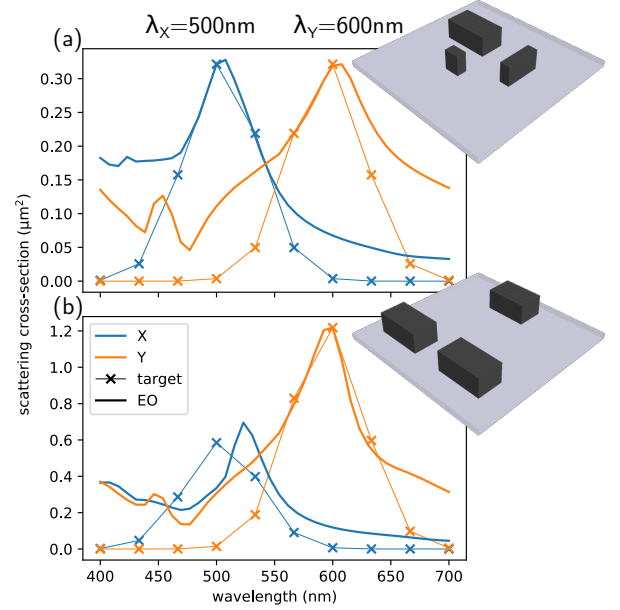 λX=500nm λY=600nm
(a)
0.30
0.25
0.20
0.15
0.10
0.05
0.00
scattering cross-section (μm²)
(b)
X
Y
target
EO
1.2
1.0
0.8
0.6
0.4
0.2
0.0
400 450 500 550 600 650 700
wavelength (nm)